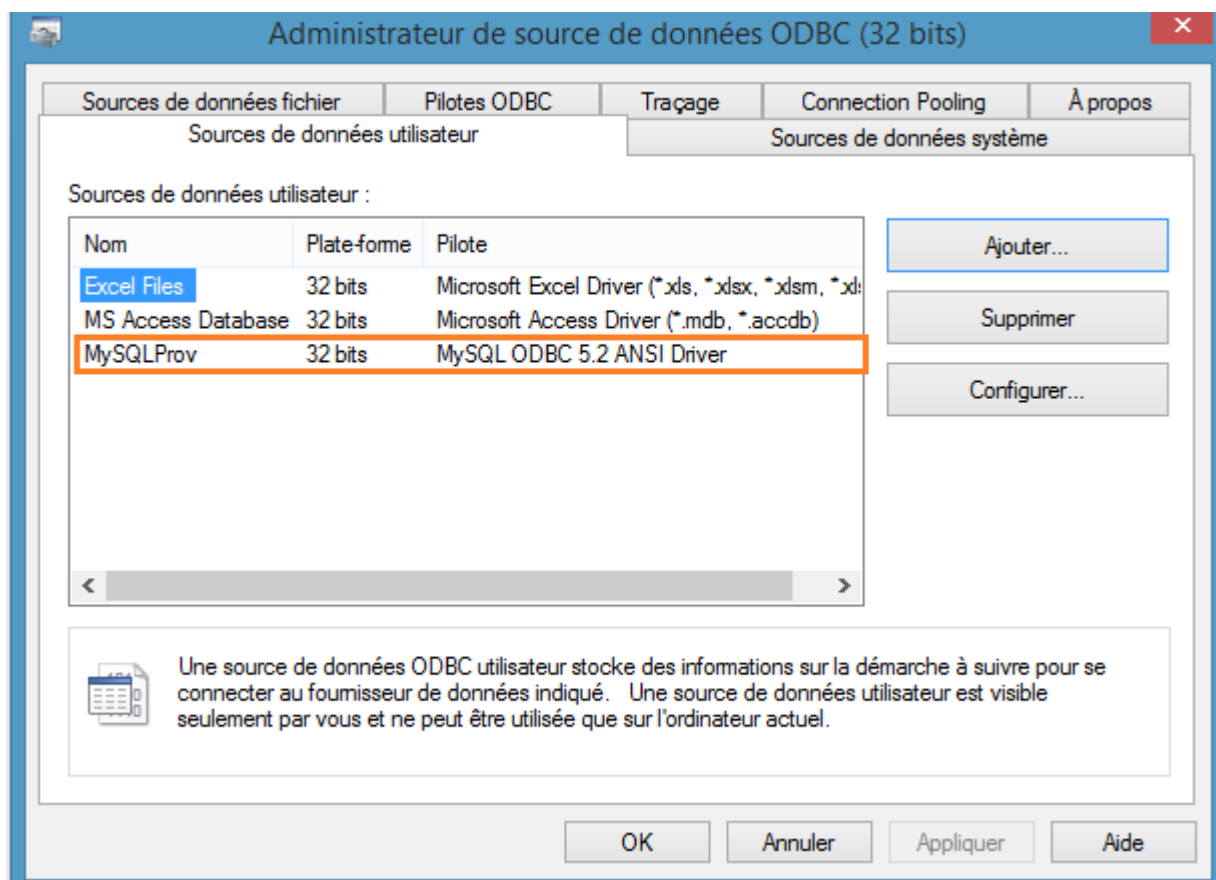 Administrateur de source de données ODBC (32 bits)
Sources de données fichier Pilotes ODBC Traçage Connection Pooling À propos
Sources de données utilisateur Sources de données système
Sources de données utilisateur :
Nom Plate-forme Pilote
Ajouter...
Excel Files 32 bits Microsoft Excel Driver (*.xls, *.xlsx, *.xlsm, *.xl
MS Access Database 32 bits Microsoft Access Driver (*.mdb, *.accdb)
Supprimer
MySQLProv 32 bits MySQL ODBC 5.2 ANSI Driver
Configurer...
Une source de données ODBC utilisateur stocke des informations sur la démarche à suivre pour se
connecter au fournisseur de données indiqué. Une source de données utilisateur est visible
seulement par vous et ne peut être utilisée que sur l'ordinateur actuel.
OK Annuler Appliquer Aide